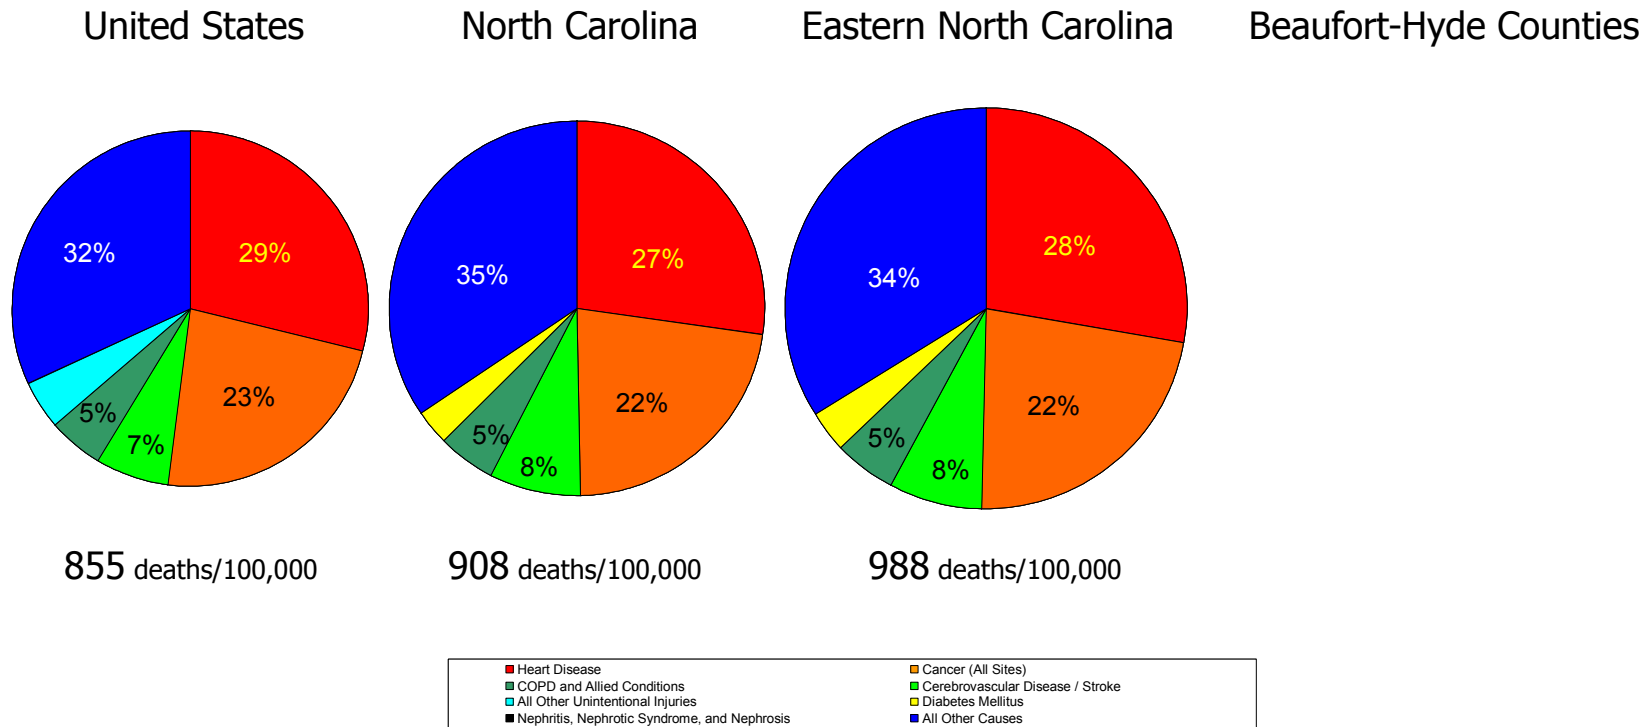 United States North Carolina Eastern North Carolina Beaufort-Hyde Counties
32% 29%
35% 27%
34% 28%
5% 7% 23%
5% 8% 22%
5% 8% 22%
855 deaths/100,000 908 deaths/100,000 988 deaths/100,000
Heart Disease Cancer (All Sites)
COPD and Allied Conditions Cerebrovascular Disease / Stroke
All Other Unintentional Injuries Diabetes Mellitus
Nephritis, Nephrotic Syndrome, and Nephrosis All Other Causes